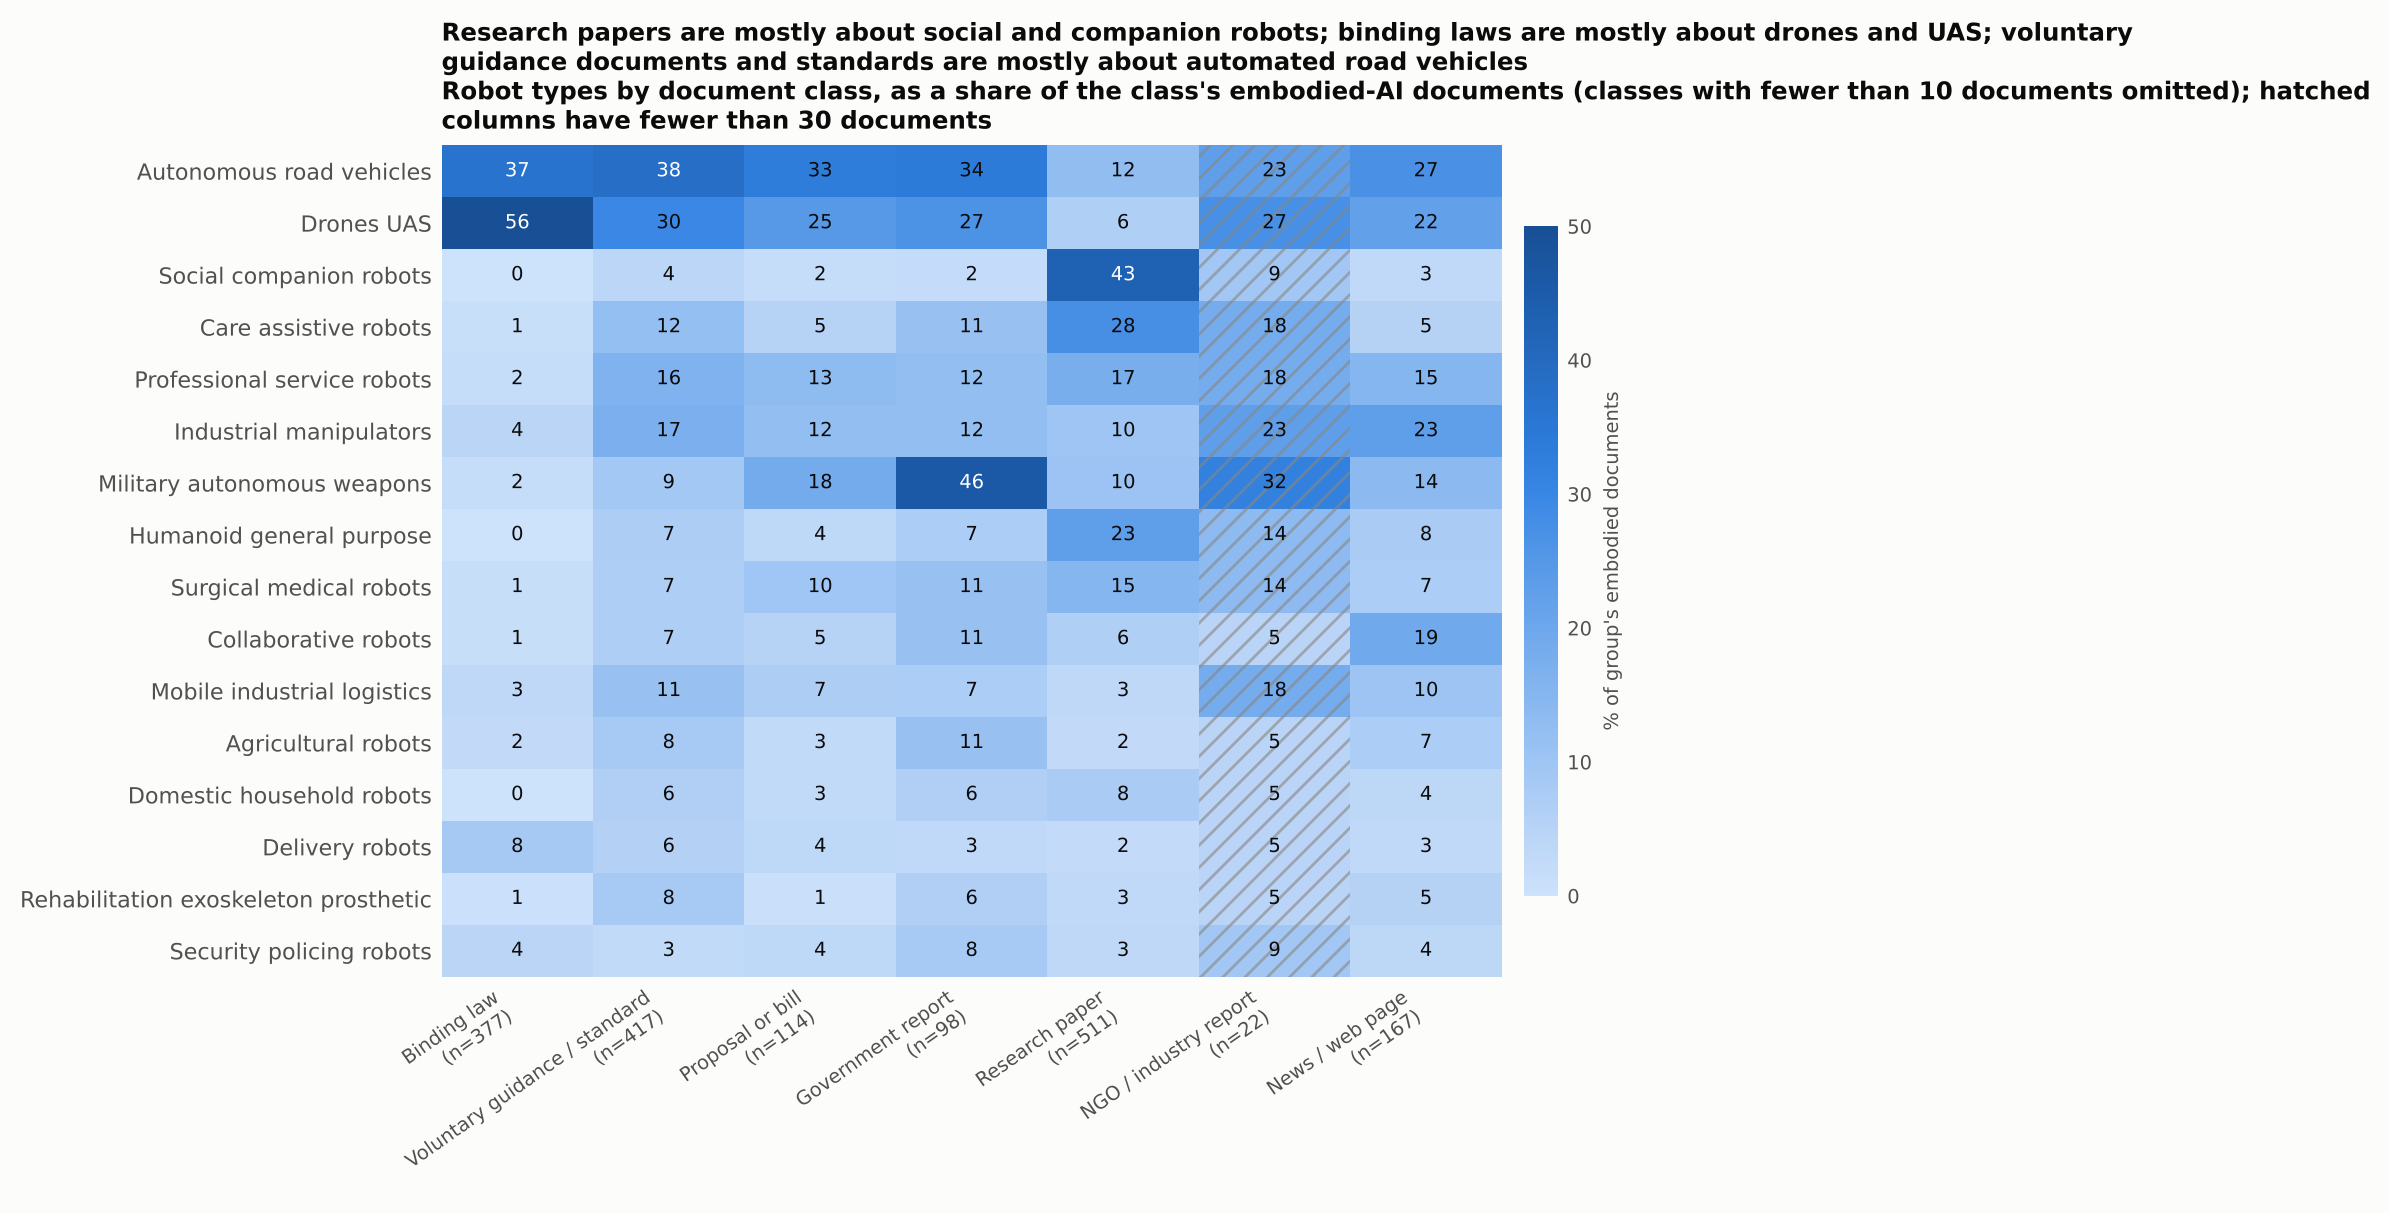 Research papers are mostly about social and companion robots; binding laws are mostly about drones and UAS; voluntary
guidance documents and standards are mostly about automated road vehicles
Robot types by document class, as a share of the class's embodied-AI documents (classes with fewer than 10 documents omitted); hatched
columns have fewer than 30 documents
Autonomous road vehicles 37 38 33 34 12 23 27
Drones UAS 56 30 25 27 6 27 22
Social companion robots 0 4 2 2 43 9 3
Care assistive robots 1 12 5 11 28 18 5
Professional service robots 2 16 13 12 17 18 15
Industrial manipulators 4 17 12 12 10 23 23
Military autonomous weapons 2 9 18 46 10 32 14
Humanoid general purpose 0 7 4 7 23 14 8
Surgical medical robots 1 7 10 11 15 14 7
Collaborative robots 1 7 5 11 6 5 19
Mobile industrial logistics 3 11 7 7 3 18 10
Agricultural robots 2 8 3 11 2 5 7
Domestic household robots 0 6 3 6 8 5 4
Delivery robots 8 6 4 3 2 5 3
Rehabilitation exoskeleton prosthetic 1 8 1 6 3 5 5
Security policing robots 4 3 4 8 3 9 4
Binding law
(n=377)
Voluntary guidance / standard
(n=417)
Proposal or bill
(n=114)
Government report
(n=98)
Research paper
(n=511)
NGO / industry report
(n=22)
News / web page
(n=167)
50
40
30
20
10
0
% of group's embodied documents